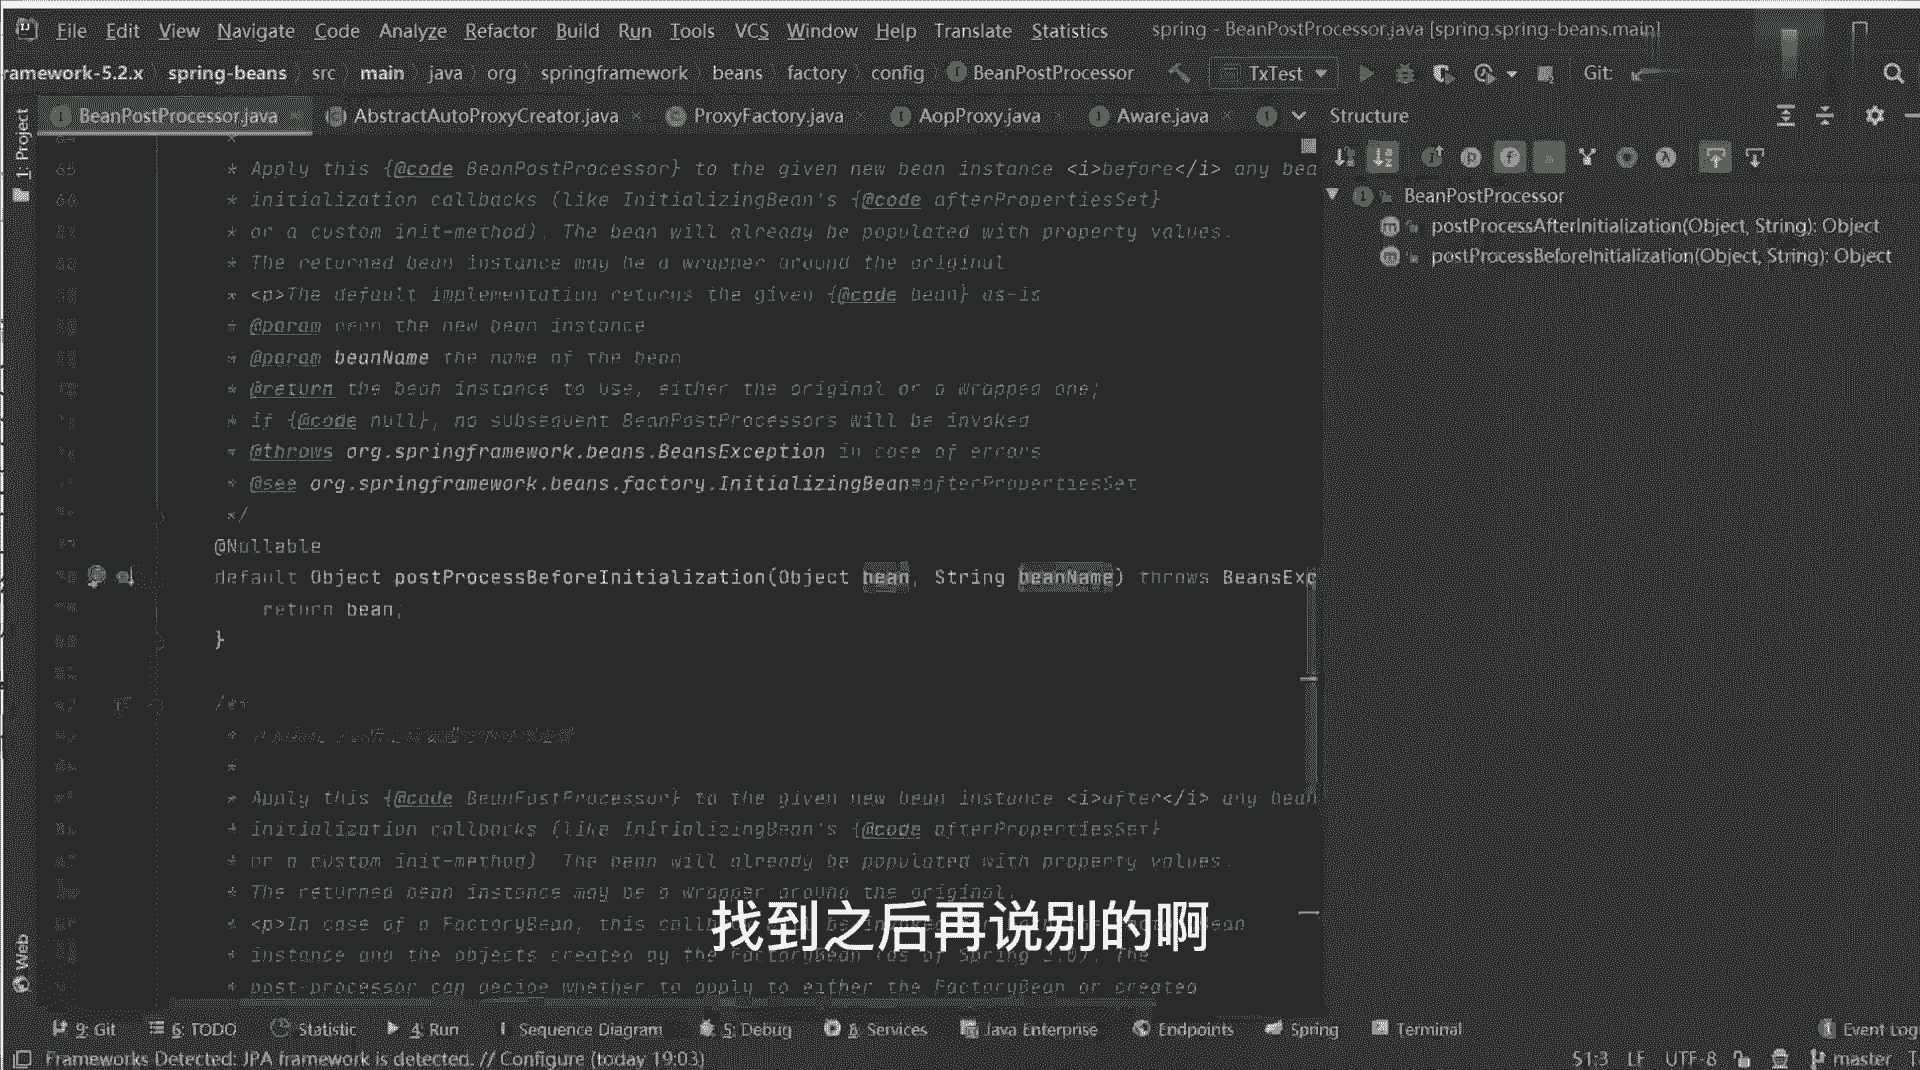 File Edit View Navigate Code Analyze Refactor Build Run Tools VCS Window Help Translate Statistics spring - BeanPostProcessor.java [spring.spring-beans.main]
ramework-5.2.x spring-beans src main java org springframework beans factory config BeanPostProcessor TxTest Git:
BeanPostProcessor.java AbstractAutoProxyCreator.java ProxyFactory.java AopProxy.java Aware.java Structure
1: Project
* Apply this {@code BeanPostProcessor} to the given new bean instance <i>before</i> any bea
* initialization callbacks (like InitializingBean's {@code afterPropertiesSet}
* or a custom init-method). The bean will already be populated with property values.
* The returned bean instance may be a wrapper around the original
* <p>The default implementation returns the given {@code bean} as-is
* @param bean the new bean instance
* @param beanName the name of the bean
* @return the bean instance to use, either the original or a wrapped one;
* if {@code null}, no subsequent BeanPostProcessors will be invoked
* @throws org.springframework.beans.BeansException in case of errors
* @see org.springframework.beans.factory.InitializingBean#afterPropertiesSet
*/
@Nullable
default Object postProcessBeforeInitialization(Object bean, String beanName) throws BeansExc
return bean;
}
/**
*
* Apply this {@code BeanPostProcessor} to the given new bean instance <i>after</i> any bean
* initialization callbacks (like InitializingBean's {@code afterPropertiesSet}
* or a custom init-method). The bean will already be populated with property values.
* The returned bean instance may be a wrapper around the original.
* <p>In case of a FactoryBean, this callb
* instance and the objects created by the FactoryBean (as of Spring 2.0). The
* post-processor can decide whether to apply to either the FactoryBean or created
BeanPostProcessor
postProcessAfterInitialization(Object, String): Object
postProcessBeforeInitialization(Object, String): Object
找到之后再说别的啊
Web
9: Git 6: TODO Statistic 4: Run Sequence Diagram 5: Debug 8: Services Java Enterprise Endpoints Spring Terminal Event Log
Frameworks Detected: JPA framework is detected. // Configure (today 19:03) 51:3 LF UTF-8 master